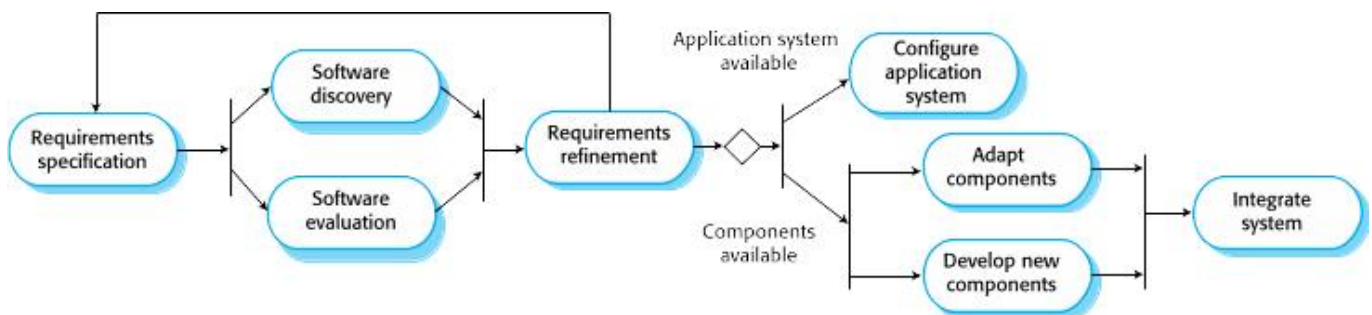 Requirements
specification
Software
discovery
Software
evaluation
Requirements
refinement
Application system
available
Configure
application
system
Components
available
Adapt
components
Develop new
components
Integrate
system